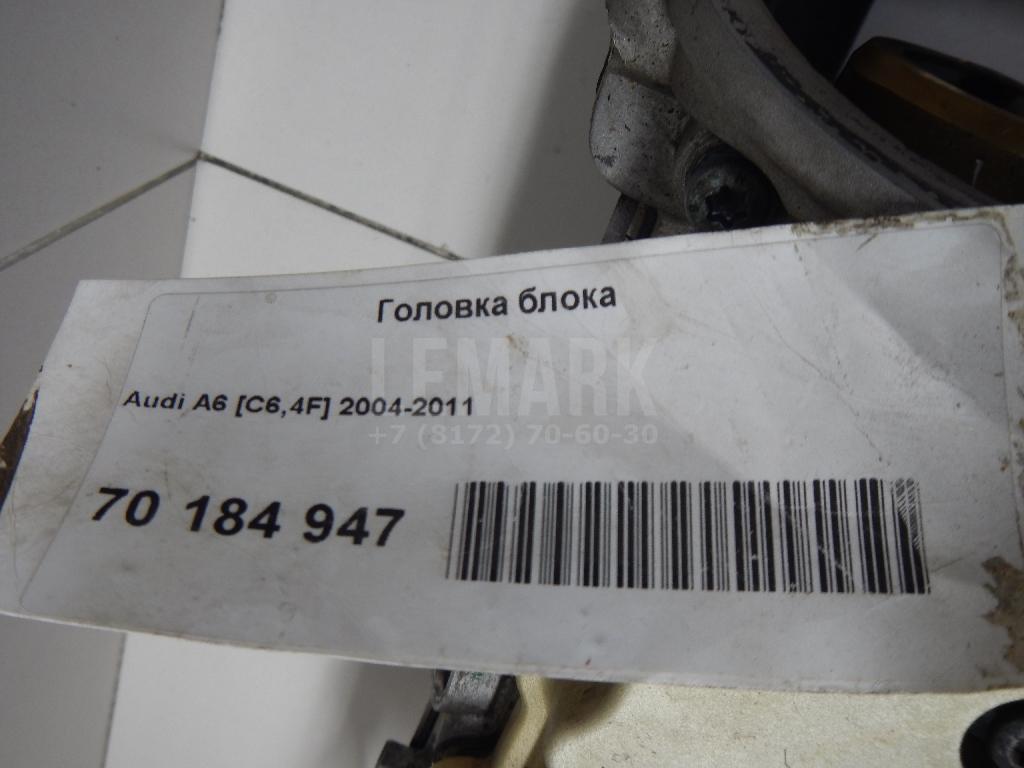 Головка блока
LEMARK
Audi A6 [C6,4F] 2004-2011
+7 (8172) 70-60-30
70 184 947